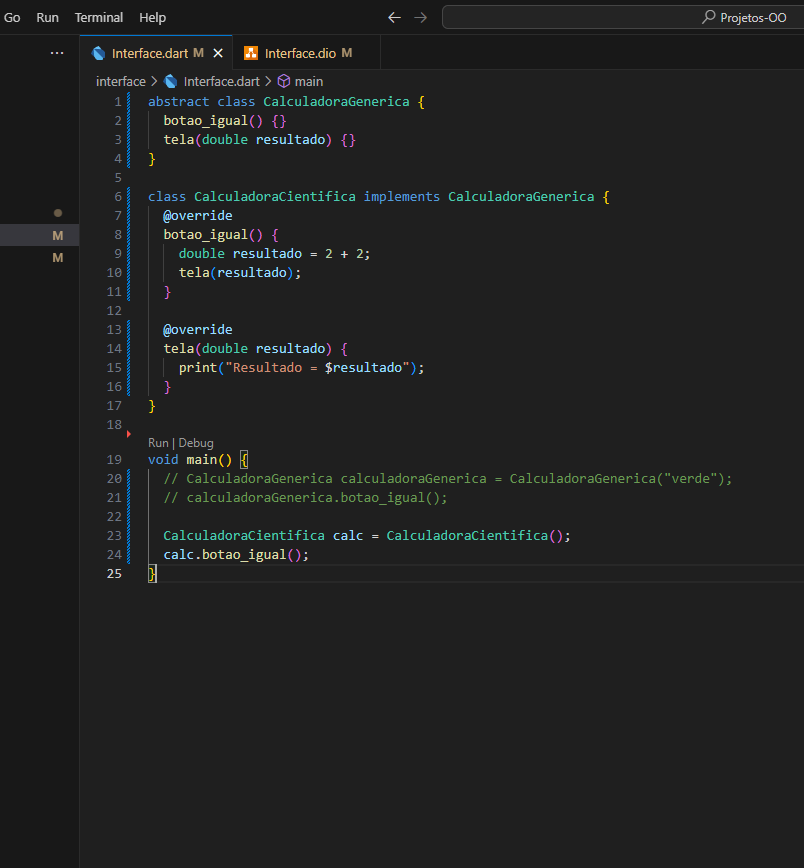 Go Run Terminal Help ← → Projetos-OO
··· Interface.dart M × Interface.dio M
interface > Interface.dart > main
1 abstract class CalculadoraGenerica {
2   botao_igual() {}
3   tela(double resultado) {}
4 }
5
6 class CalculadoraCientifica implements CalculadoraGenerica {
7   @override
M
8   botao_igual() {
M
9     double resultado = 2 + 2;
10     tela(resultado);
11   }
12
13   @override
14   tela(double resultado) {
15     print("Resultado = $resultado");
16   }
17 }
18
Run | Debug
19 void main() {
20   // CalculadoraGenerica calculadoraGenerica = CalculadoraGenerica("verde");
21   // calculadoraGenerica.botao_igual();
22
23   CalculadoraCientifica calc = CalculadoraCientifica();
24   calc.botao_igual();
25 }